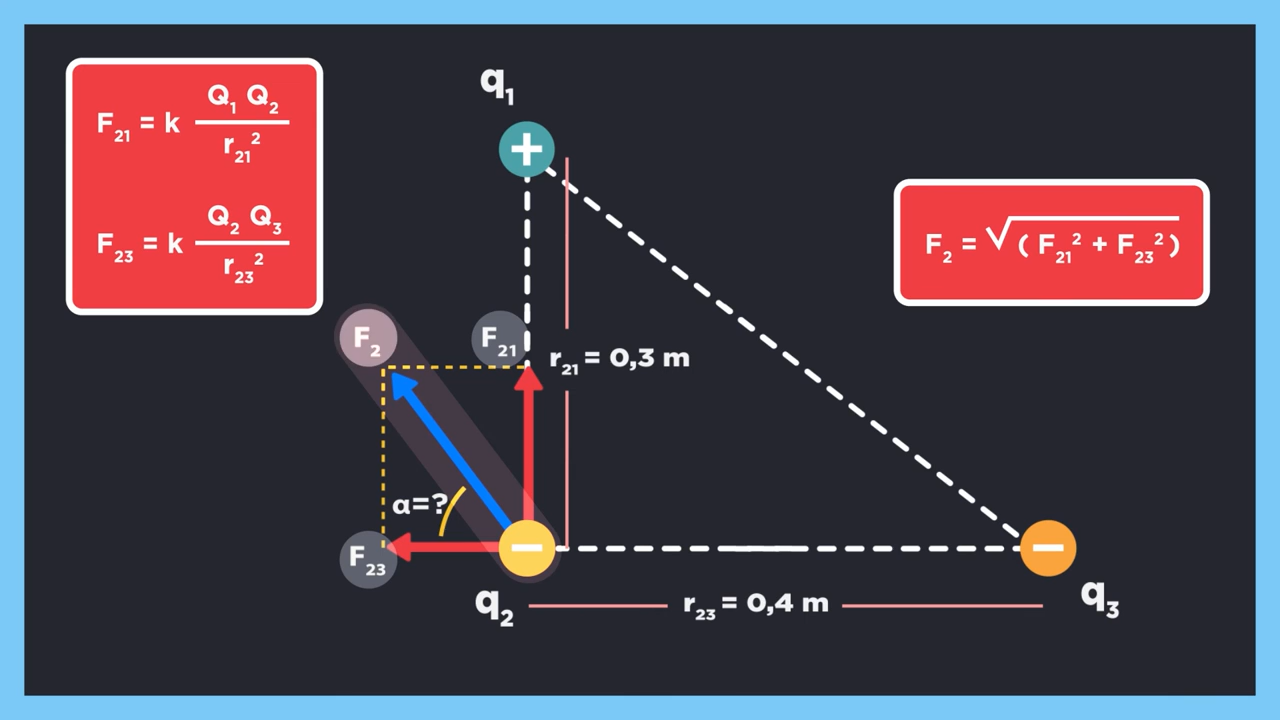 F₂₁ = k Q₁ Q₂ / r₂₁²
F₂₃ = k Q₂ Q₃ / r₂₃²
q₁
+
F₂ = √( F₂₁² + F₂₃² )
F₂
F₂₁
r₂₁ = 0,3 m
α=?
F₂₃
−
−
q₂
r₂₃ = 0,4 m
q₃